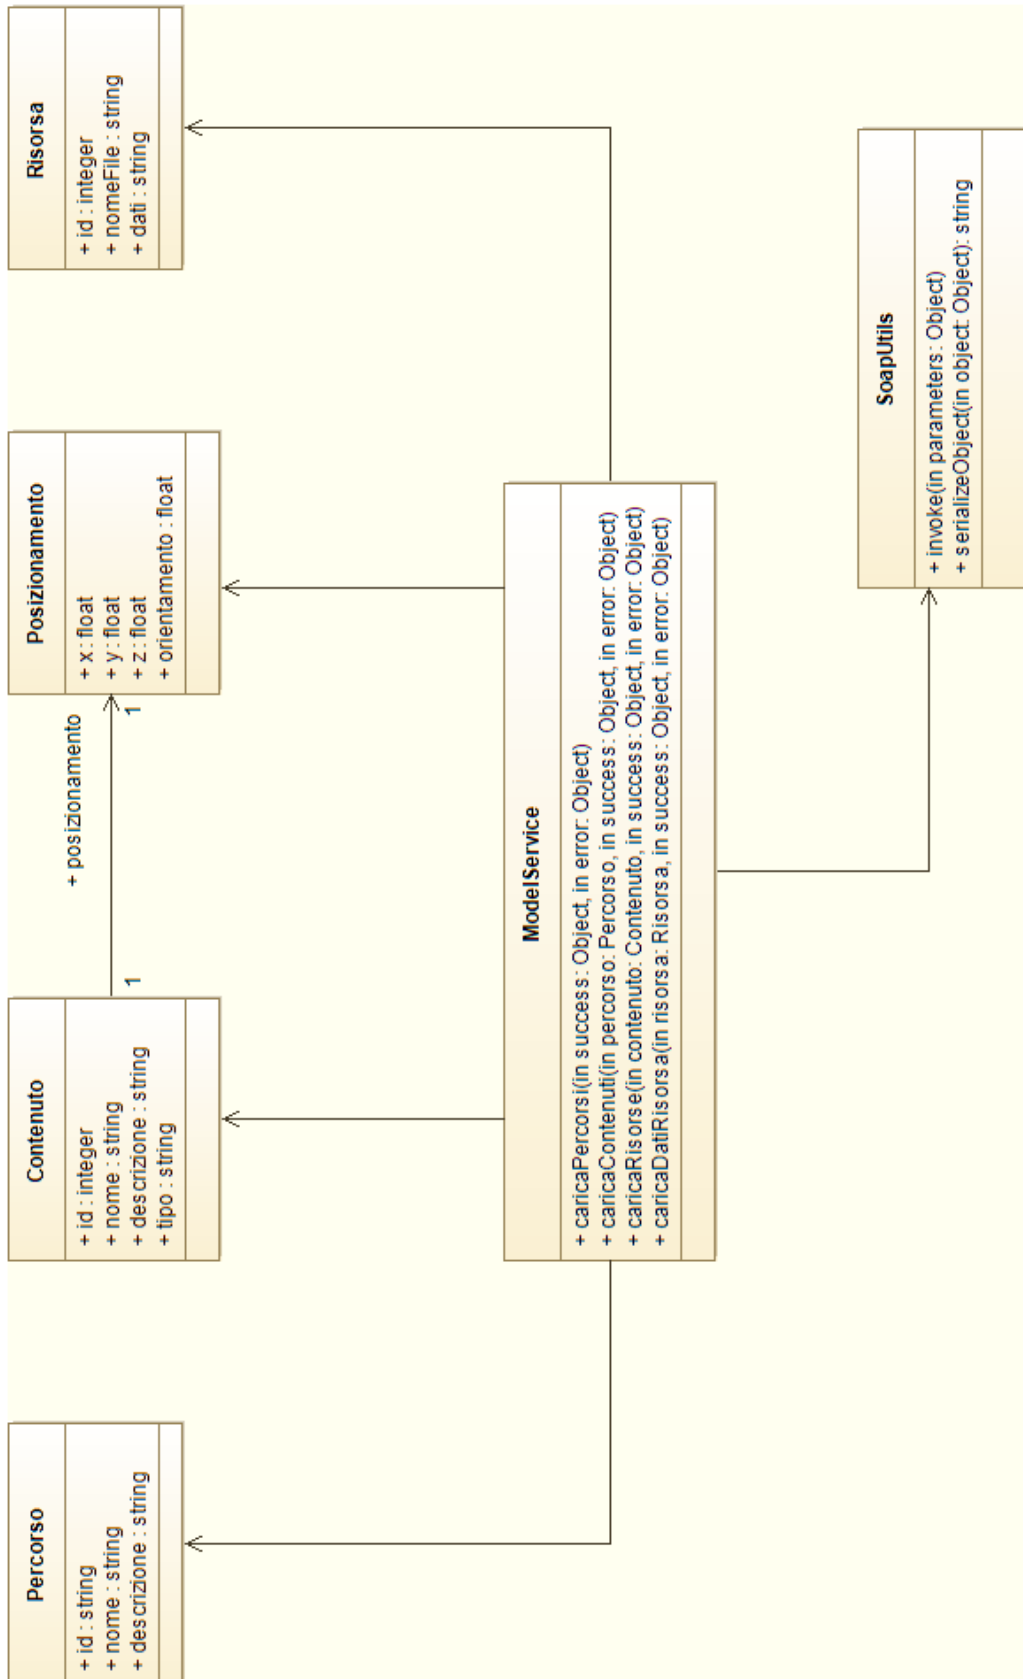 Percorso
+ id : string
+ nome : string
+ descrizione : string
Contenuto
+ id : integer
+ nome : string
+ descrizione : string
+ tipo : string
1
+ posizionamento
1
Posizionamento
+ x : float
+ y : float
+ z : float
+ orientamento : float
Risorsa
+ id : integer
+ nomeFile : string
+ dati : string
ModelService
+ caricaPercorsi(in success: Object, in error: Object)
+ caricaContenuti(in percorso: Percorso, in success: Object, in error: Object)
+ caricaRisorse(in contenuto: Contenuto, in success: Object, in error: Object)
+ caricaDatiRisorsa(in risorsa: Risorsa, in success: Object, in error: Object)
SoapUtils
+ invoke(in parameters: Object)
+ serializeObject(in object: Object): string